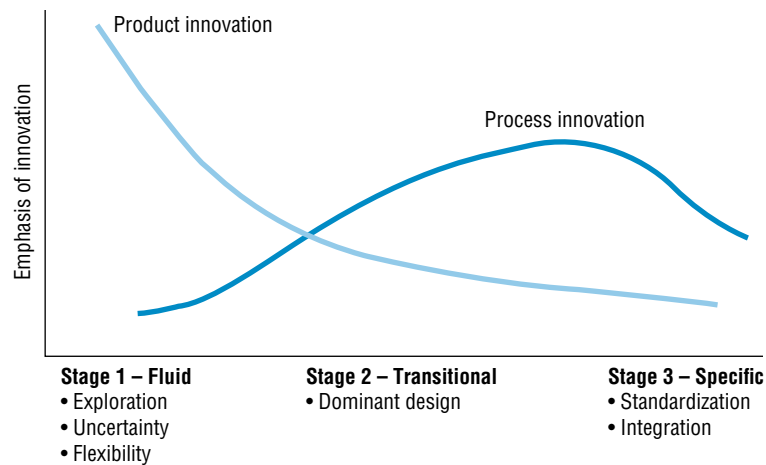 Product innovation
Process innovation
Emphasis of innovation
Stage 1 – Fluid
• Exploration
• Uncertainty
• Flexibility
Stage 2 – Transitional
• Dominant design
Stage 3 – Specific
• Standardization
• Integration